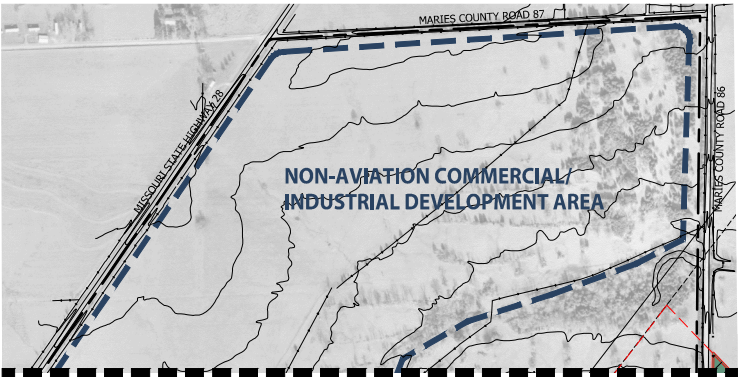 MARIES COUNTY ROAD 87
MISSOURI STATE HIGHWAY 28
MARIES COUNTY ROAD 86
NON-AVIATION COMMERCIAL/
INDUSTRIAL DEVELOPMENT AREA